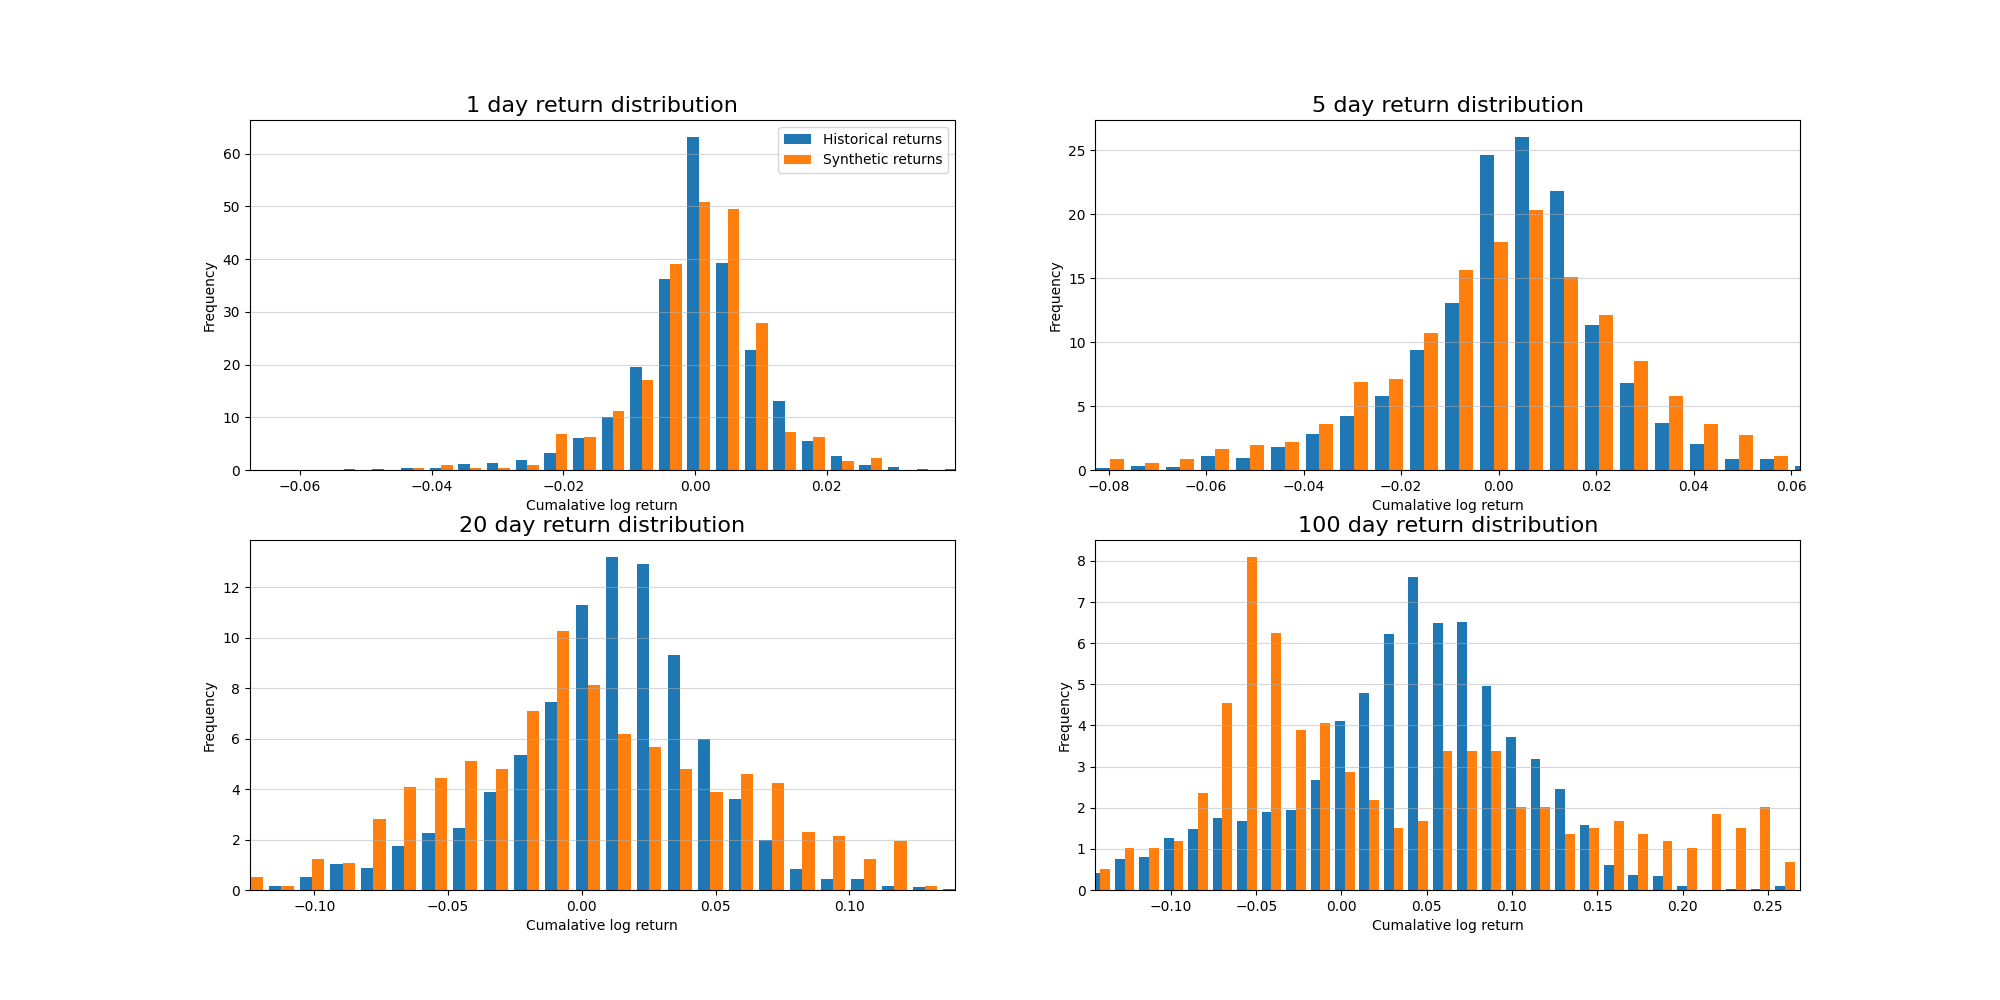 1 day return distribution
Historical returns
Synthetic returns
Frequency
60
50
40
30
20
10
0
−0.06 −0.04 −0.02 0.00 0.02
Cumalative log return
5 day return distribution
Frequency
25
20
15
10
5
0
−0.08 −0.06 −0.04 −0.02 0.00 0.02 0.04 0.06
Cumalative log return
20 day return distribution
Frequency
12
10
8
6
4
2
0
−0.10 −0.05 0.00 0.05 0.10
Cumalative log return
100 day return distribution
Frequency
8
7
6
5
4
3
2
1
0
−0.10 −0.05 0.00 0.05 0.10 0.15 0.20 0.25
Cumalative log return